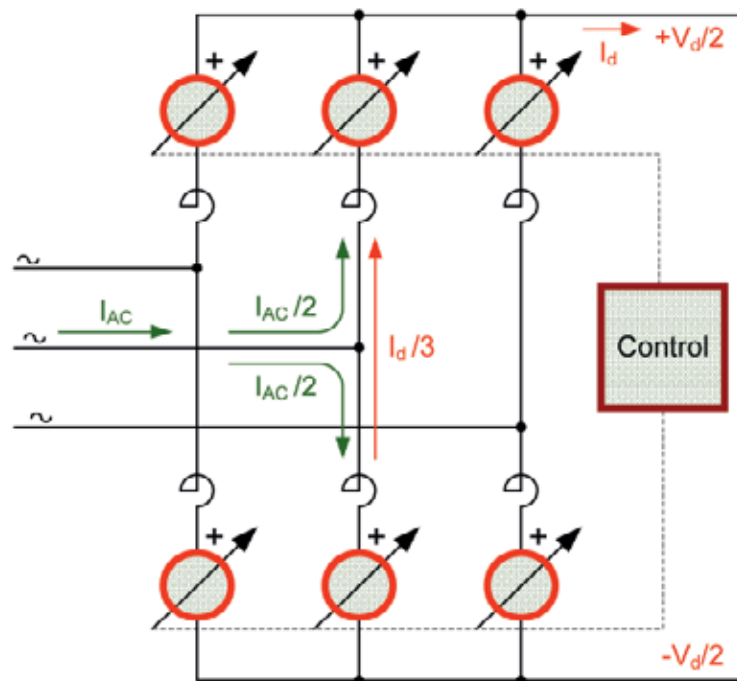 + + +
I_d
+V_d/2
~
I_AC
I_AC/2
~
I_AC/2
I_d/3
Control
~
+ + +
-V_d/2